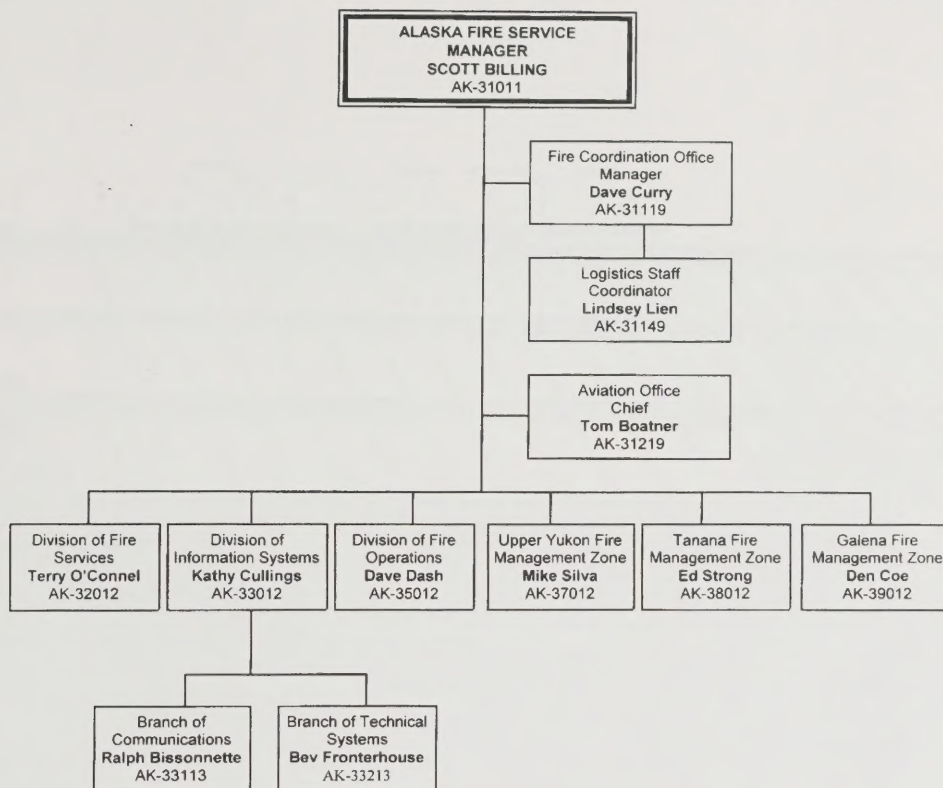 ALASKA FIRE SERVICE
MANAGER
SCOTT BILLING
AK-31011
Fire Coordination Office
Manager
Dave Curry
AK-31119
Logistics Staff
Coordinator
Lindsey Lien
AK-31149
Aviation Office
Chief
Tom Boatner
AK-31219
Division of Fire
Services
Terry O'Connel
AK-32012
Division of
Information Systems
Kathy Cullings
AK-33012
Division of Fire
Operations
Dave Dash
AK-35012
Upper Yukon Fire
Management Zone
Mike Silva
AK-37012
Tanana Fire
Management Zone
Ed Strong
AK-38012
Galena Fire
Management Zone
Den Coe
AK-39012
Branch of
Communications
Ralph Bissonnette
AK-33113
Branch of Technical
Systems
Bev Fronterhouse
AK-33213